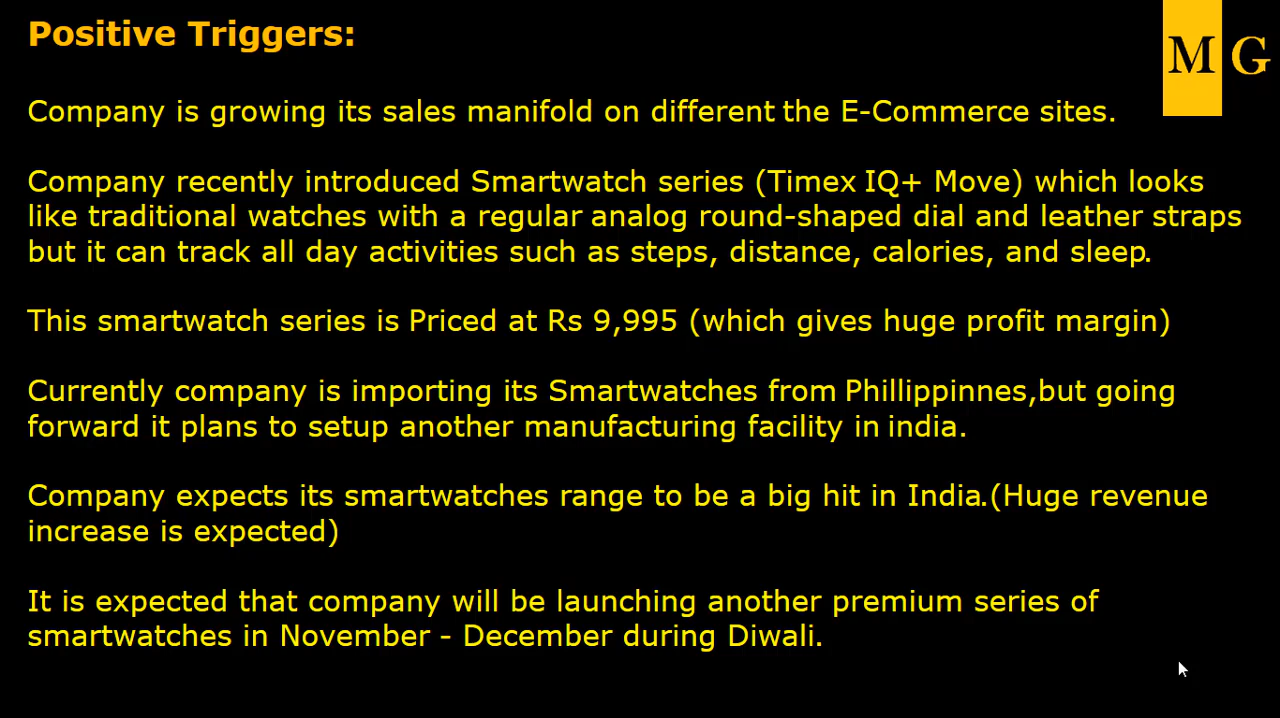 Positive Triggers:
M G
Company is growing its sales manifold on different the E-Commerce sites.
Company recently introduced Smartwatch series (Timex IQ+ Move) which looks
like traditional watches with a regular analog round-shaped dial and leather straps
but it can track all day activities such as steps, distance, calories, and sleep.
This smartwatch series is Priced at Rs 9,995 (which gives huge profit margin)
Currently company is importing its Smartwatches from Phillippinnes,but going
forward it plans to setup another manufacturing facility in india.
Company expects its smartwatches range to be a big hit in India.(Huge revenue
increase is expected)
It is expected that company will be launching another premium series of
smartwatches in November - December during Diwali.